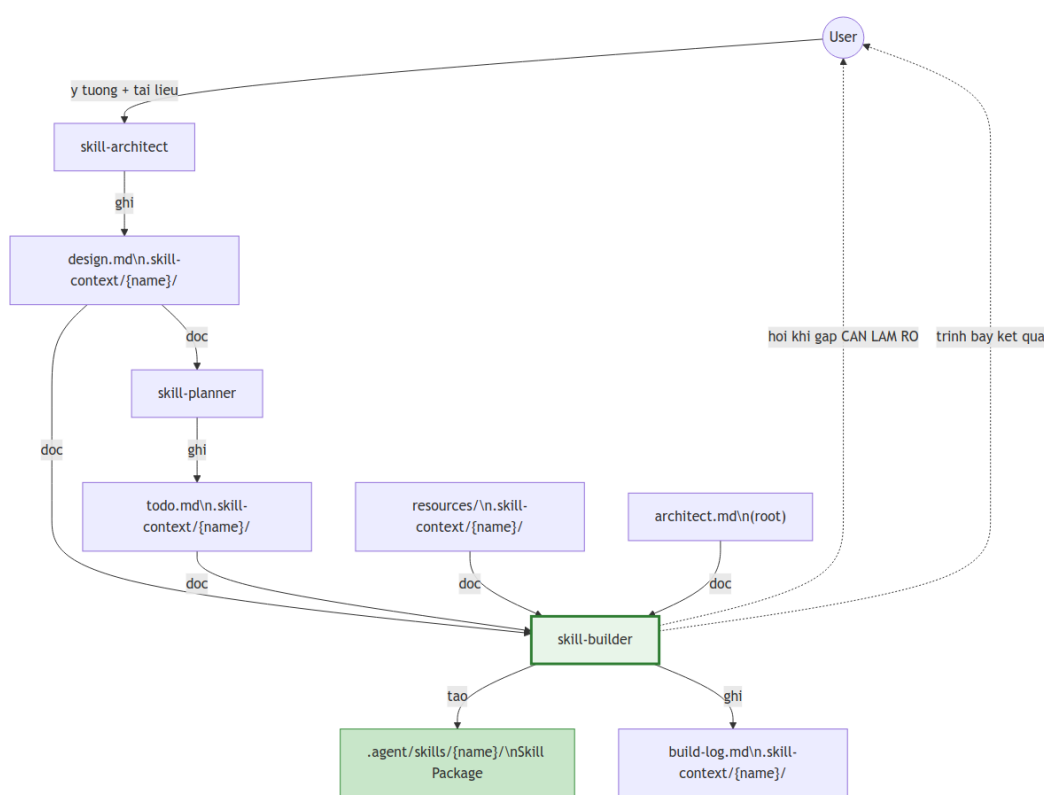 User
y tuong + tai lieu
skill-architect
ghi
design.md\n.skill-
context/{name}/
doc
skill-planner
hoi khi gap CAN LAM RO
trinh bay ket qua
doc
ghi
todo.md\n.skill-
context/{name}/
resources/\n.skill-
context/{name}/
architect.md\n(root)
doc
doc
doc
skill-builder
tao
ghi
.agent/skills/{name}/\nSkill
Package
build-log.md\n.skill-
context/{name}/